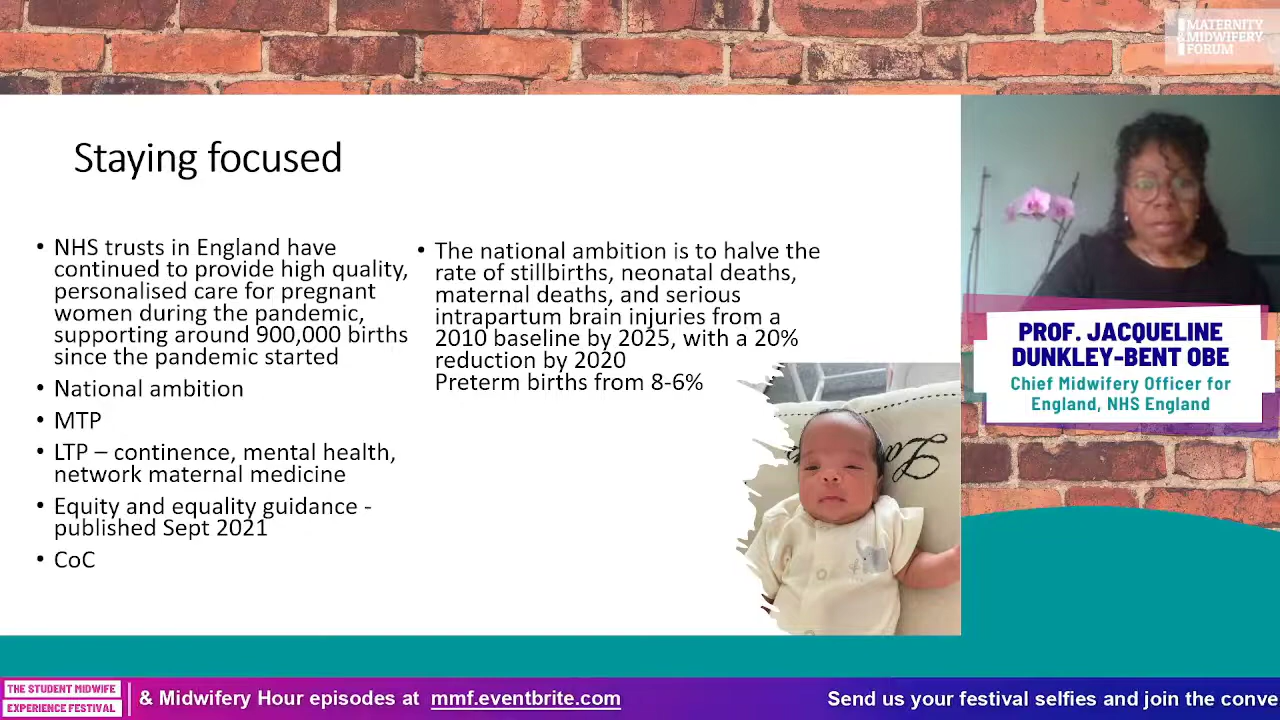 MATERNITY
& MIDWIFERY
FORUM
Staying focused
• NHS trusts in England have
continued to provide high quality,
personalised care for pregnant
women during the pandemic,
supporting around 900,000 births
since the pandemic started
• National ambition
• MTP
• LTP – continence, mental health,
network maternal medicine
• Equity and equality guidance -
published Sept 2021
• CoC
• The national ambition is to halve the
rate of stillbirths, neonatal deaths,
maternal deaths, and serious
intrapartum brain injuries from a
2010 baseline by 2025, with a 20%
reduction by 2020
Preterm births from 8-6%
PROF. JACQUELINE
DUNKLEY-BENT OBE
Chief Midwifery Officer for
England, NHS England
THE STUDENT MIDWIFE
EXPERIENCE FESTIVAL
& Midwifery Hour episodes at mmf.eventbrite.com
Send us your festival selfies and join the conve